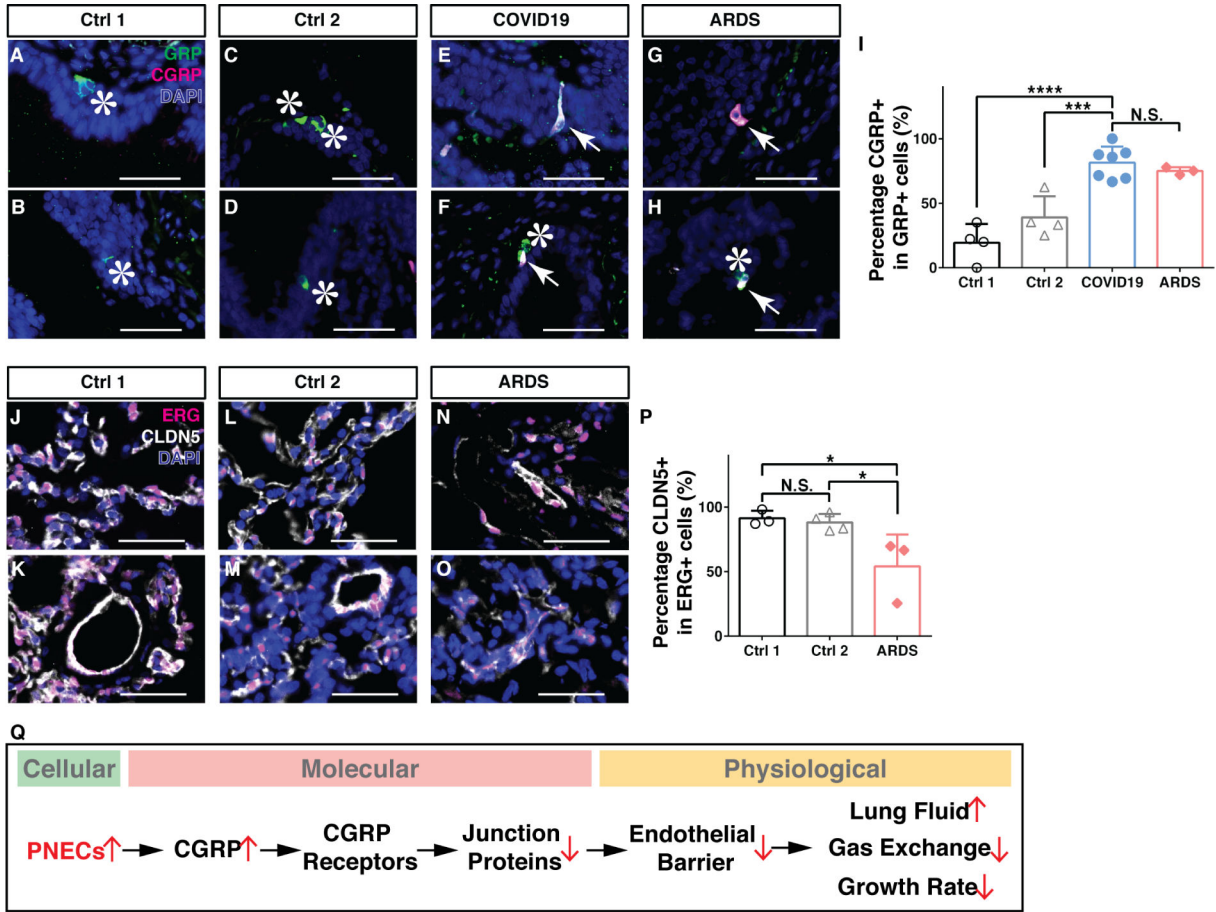 Ctrl 1
Ctrl 2
COVID19
ARDS
A
GRP
CGRP
DAPI
C
E
G
B
D
F
H
I
Percentage CGRP+
in GRP+ cells (%)
****
***
N.S.
100
50
0
Ctrl 1
Ctrl 2
COVID19
ARDS
Ctrl 1
Ctrl 2
ARDS
J
ERG
CLDN5
DAPI
L
N
K
M
O
P
Percentage CLDN5+
in ERG+ cells (%)
*
N.S.
*
100
50
0
Ctrl 1
Ctrl 2
ARDS
Q
Cellular
Molecular
Physiological
PNECs↑ → CGRP↑ → CGRP
Receptors → Junction
Proteins↓ → Endothelial
Barrier↓ → Lung Fluid↑
Gas Exchange↓
Growth Rate↓